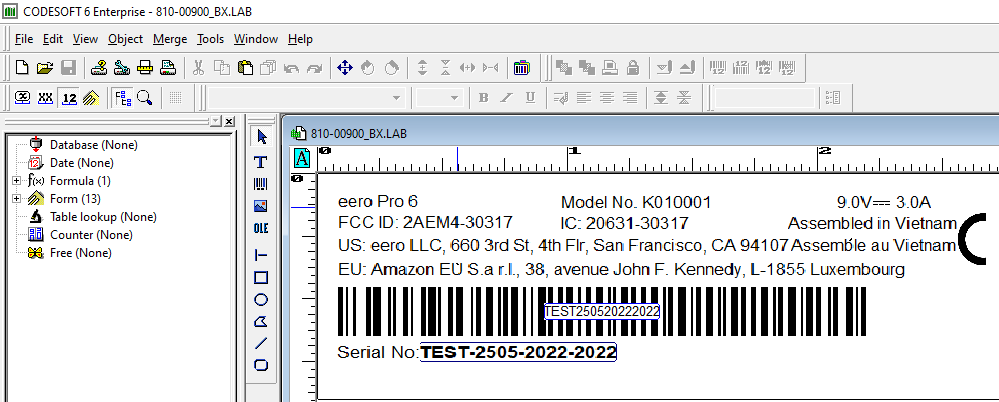 CODESOFT 6 Enterprise - 810-00900_BX.LAB
File Edit View Object Merge Tools Window Help
XX 12 B I U
810-00900_BX.LAB
Database (None)
Date (None)
Formula (1)
Form (13)
Table lookup (None)
Counter (None)
Free (None)
T
OLE
A 0 1 2
0
eero Pro 6 Model No. K010001 9.0V⎓ 3.0A
FCC ID: 2AEM4-30317 IC: 20631-30317 Assembled in Vietnam
US: eero LLC, 660 3rd St, 4th Flr, San Francisco, CA 94107 Assemblé au Vietnam
EU: Amazon EU S.a r.l., 38, avenue John F. Kennedy, L-1855 Luxembourg
TEST250520222022
Serial No: TEST-2505-2022-2022